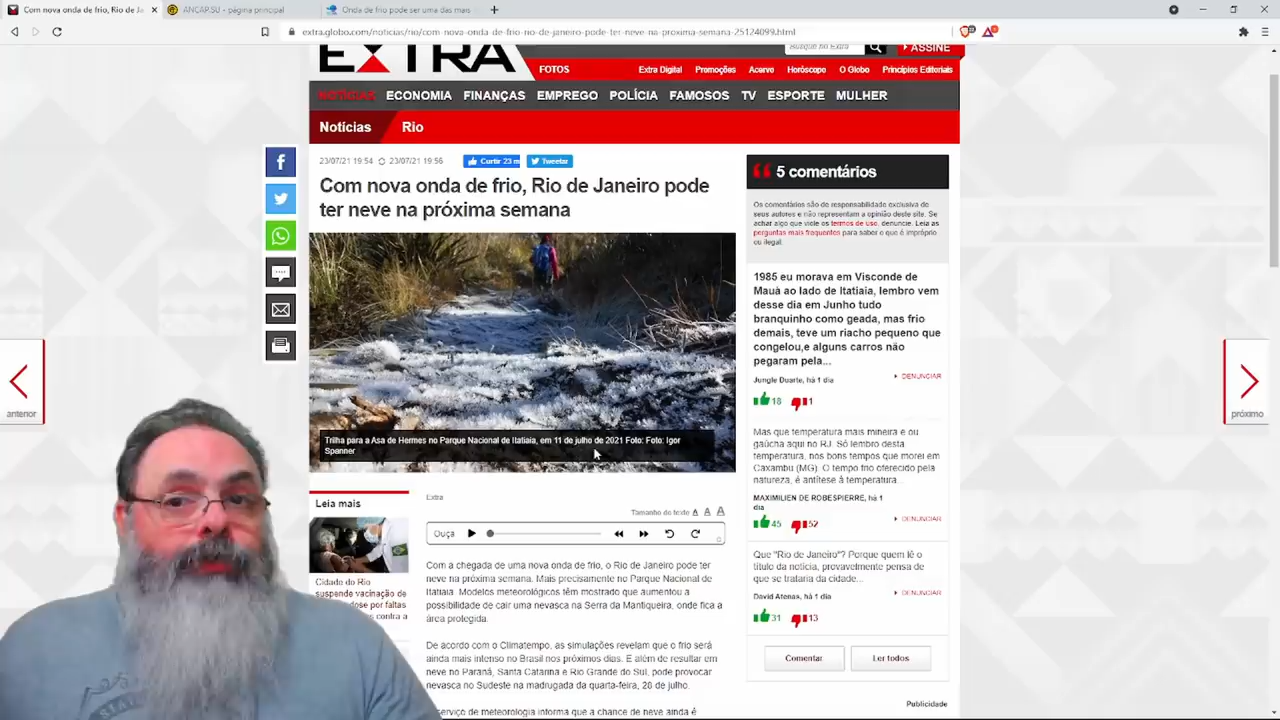 Com nova onda de frio, Rio de Ja
ANCAP.SU - página principal
Onda de frio pode ser uma das mais
extra.globo.com/noticias/rio/com-nova-onda-de-frio-rio-de-janeiro-pode-ter-neve-na-proxima-semana-25124099.html
EXTRA
FOTOS
Busque no Extra
ASSINE
Extra Digital
Promoções
Acervo
Horóscopo
O Globo
Princípios Editoriais
NOTÍCIAS
ECONOMIA
FINANÇAS
EMPREGO
POLÍCIA
FAMOSOS
TV
ESPORTE
MULHER
Notícias
Rio
23/07/21 19:54
23/07/21 19:56
Curtir 23 m
Tweetar
Com nova onda de frio, Rio de Janeiro pode
ter neve na próxima semana
Trilha para a Asa de Hermes no Parque Nacional de Itatiaia, em 11 de julho de 2021 Foto: Foto: Igor
Spanner
anterior
próximo
Leia mais
Cidade do Rio
suspende vacinação de
dose por faltas
contra a
Extra
Tamanho do texto A A A
Ouça
Com a chegada de uma nova onda de frio, o Rio de Janeiro pode ter
neve na próxima semana. Mais precisamente no Parque Nacional de
Itatiaia. Modelos meteorológicos têm mostrado que aumentou a
possibilidade de cair uma nevasca na Serra da Mantiqueira, onde fica a
área protegida.
De acordo com o Climatempo, as simulações revelam que o frio será
ainda mais intenso no Brasil nos próximos dias. E além de resultar em
neve no Paraná, Santa Catarina e Rio Grande do Sul, pode provocar
nevasca no Sudeste na madrugada da quarta-feira, 28 de julho.
serviço de meteorologia informa que a chance de neve ainda é
5 comentários
Os comentários são de responsabilidade exclusiva de
seus autores e não representam a opinião deste site. Se
achar algo que viole os termos de uso, denuncie. Leia as
perguntas mais frequentes para saber o que é impróprio
ou ilegal.
1985 eu morava em Visconde de
Mauà ao lado de Itatiaia, lembro vem
desse dia em Junho tudo
branquinho como geada, mas frio
demais, teve um riacho pequeno que
congelou,e alguns carros não
pegaram pela...
Jungle Duarte, há 1 dia
DENUNCIAR
18
1
Mas que temperatura mais mineira e ou
gaúcha aqui no RJ. Só lembro desta
temperatura, nos bons tempos que morei em
Caxambu (MG). O tempo frio oferecido pela
natureza, é antítese à temperatura...
MAXIMILIEN DE ROBESPIERRE, há 1
dia
DENUNCIAR
45
52
Que "Rio de Janeiro"? Porque quem lê o
título da notícia, provavelmente pensa de
que se trataria da cidade...
David Atenas, há 1 dia
DENUNCIAR
31
13
Comentar
Ler todos
Publicidade